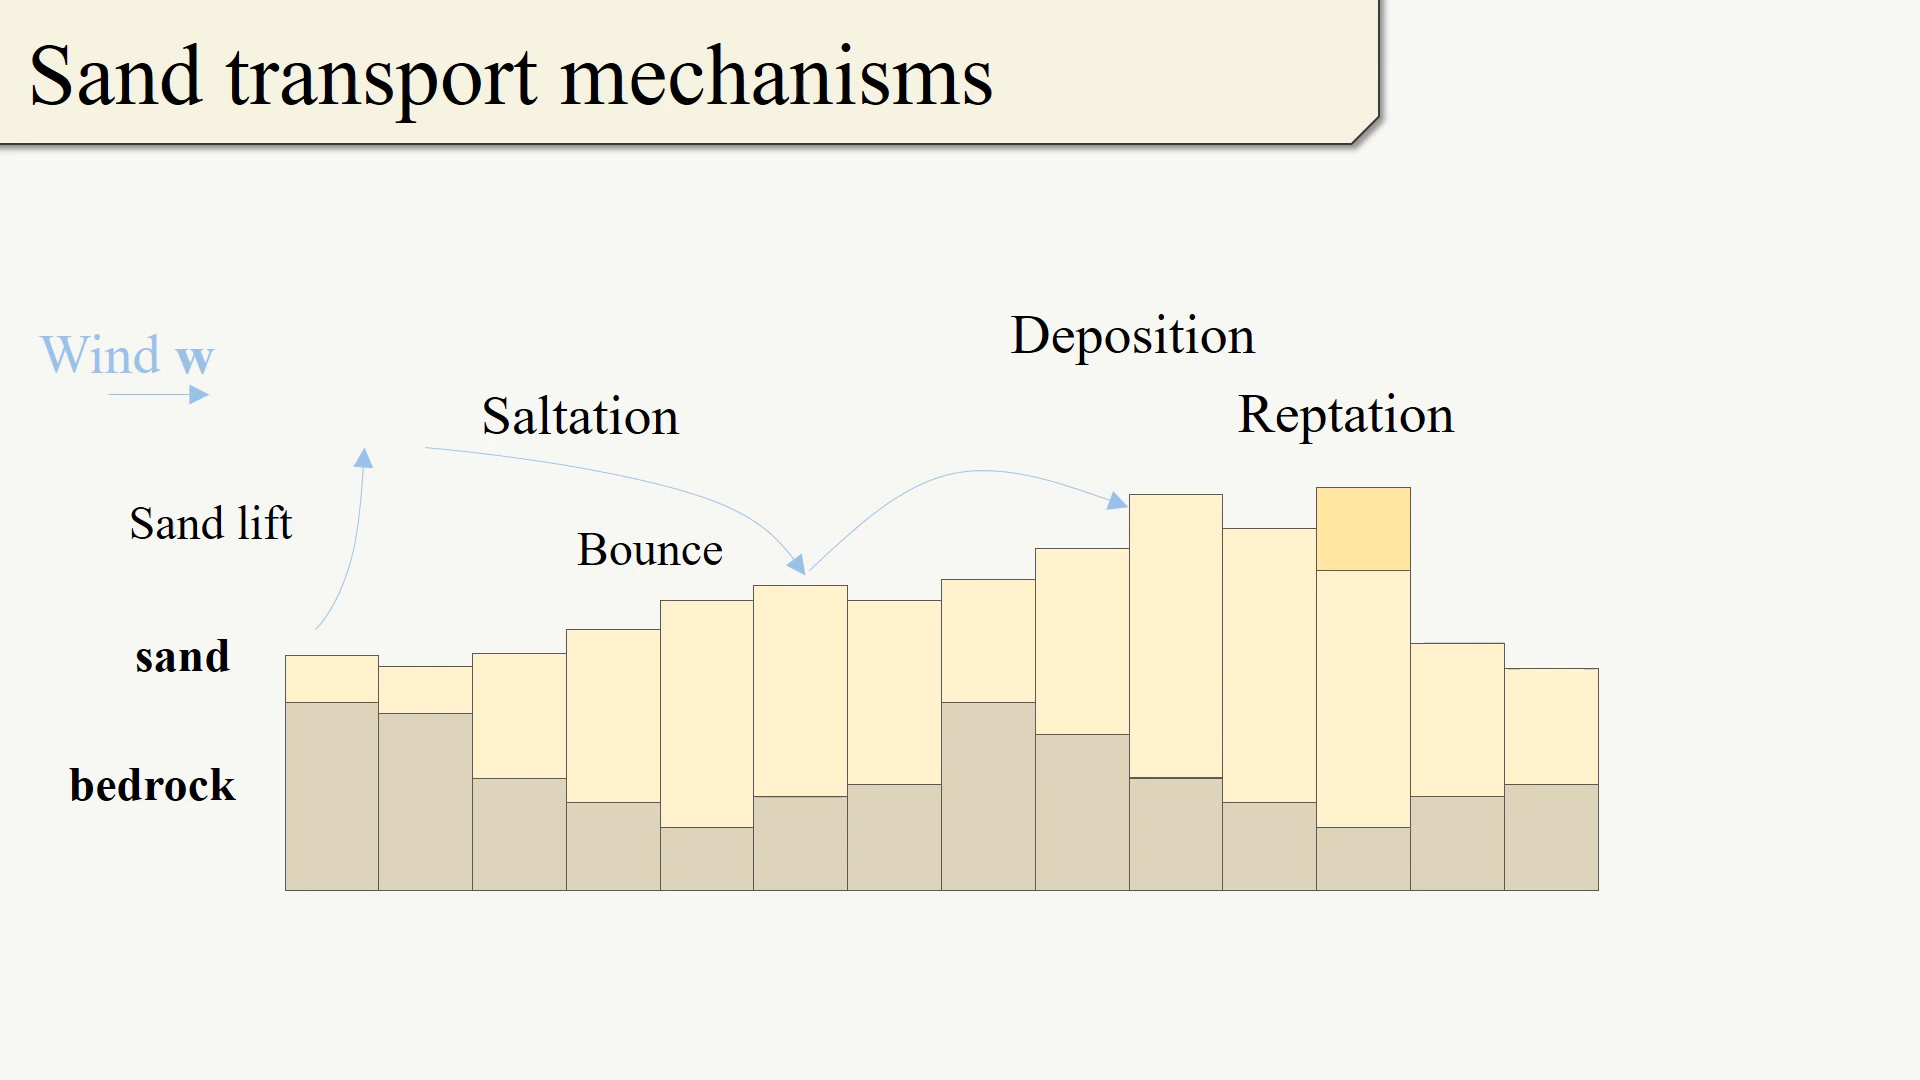 Sand transport mechanisms
Wind w
Deposition
Saltation
Reptation
Sand lift
Bounce
sand
bedrock